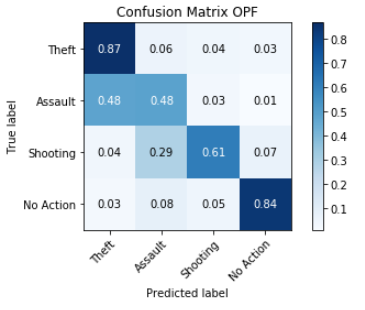 Confusion Matrix OPF
True label
Theft 0.87 0.06 0.04 0.03
Assault 0.48 0.48 0.03 0.01
Shooting 0.04 0.29 0.61 0.07
No Action 0.03 0.08 0.05 0.84
Theft Assault Shooting No Action
Predicted label
0.8
0.7
0.6
0.5
0.4
0.3
0.2
0.1